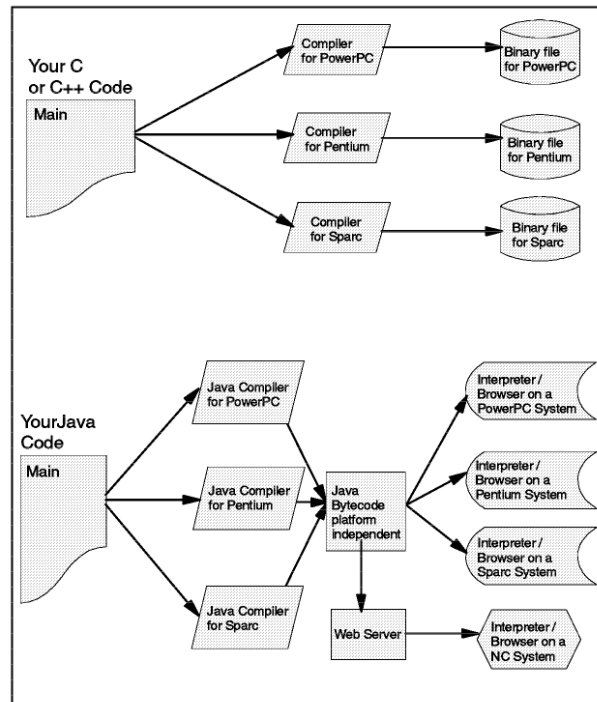 Your C
or C++ Code
Main
Compiler
for PowerPC
Binary file
for PowerPC
Compiler
for Pentium
Binary file
for Pentium
Compiler
for Sparc
Binary file
for Sparc
YourJava
Code
Main
Java Compiler
for PowerPC
Java Compiler
for Pentium
Java Compiler
for Sparc
Java
Bytecode
platform
independent
Interpreter /
Browser on a
PowerPC System
Interpreter /
Browser on a
Pentium System
Interpreter /
Browser on a
Sparc System
Web Server
Interpreter /
Browser on a
NC System